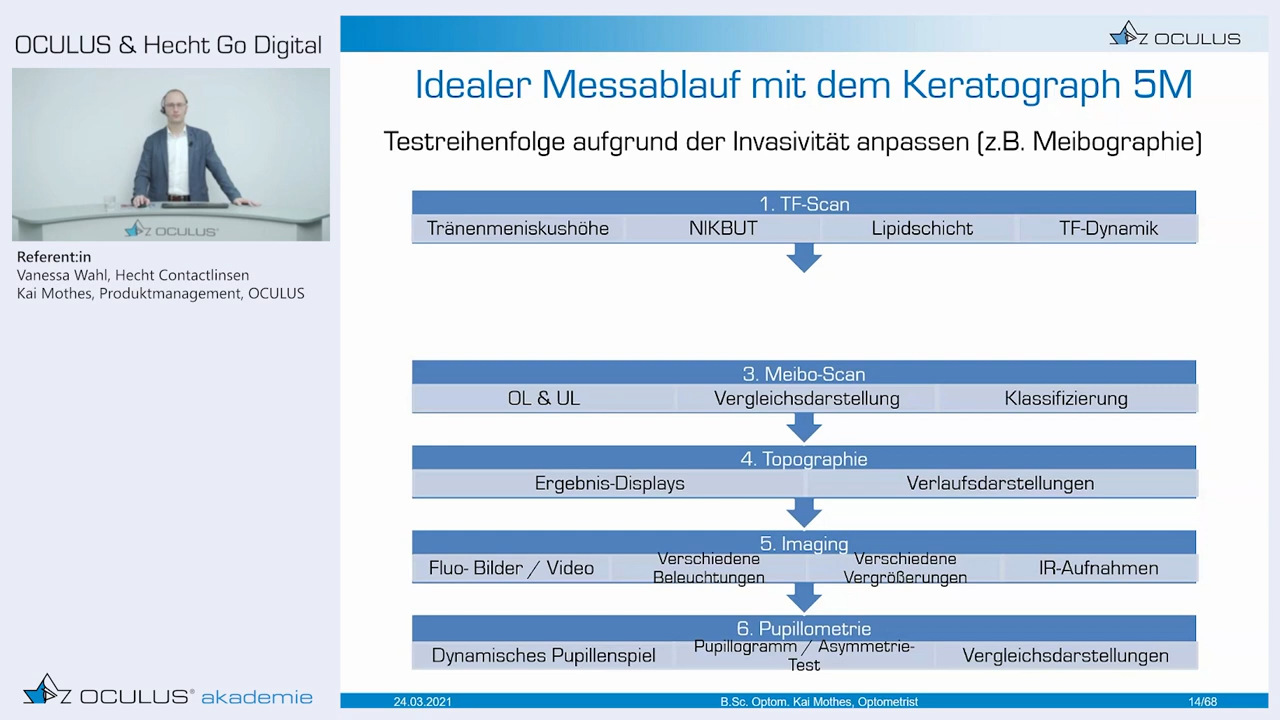 OCULUS & Hecht Go Digital
OCULUS
OCULUS
Referent:in
Vanessa Wahl, Hecht Contactlinsen
Kai Mothes, Produktmanagement, OCULUS
Idealer Messablauf mit dem Keratograph 5M
Testreihenfolge aufgrund der Invasivität anpassen (z.B. Meibographie)
1. TF-Scan
Tränenmeniskushöhe NIKBUT Lipidschicht TF-Dynamik
3. Meibo-Scan
OL & UL Vergleichsdarstellung Klassifizierung
4. Topographie
Ergebnis-Displays Verlaufsdarstellungen
5. Imaging
Fluo- Bilder / Video
Verschiedene
Beleuchtungen
Verschiedene
Vergrößerungen
IR-Aufnahmen
6. Pupillometrie
Dynamisches Pupillenspiel
Pupillogramm / Asymmetrie-
Test
Vergleichsdarstellungen
OCULUS® akademie
24.03.2021 B.Sc. Optom. Kai Mothes, Optometrist 14/68